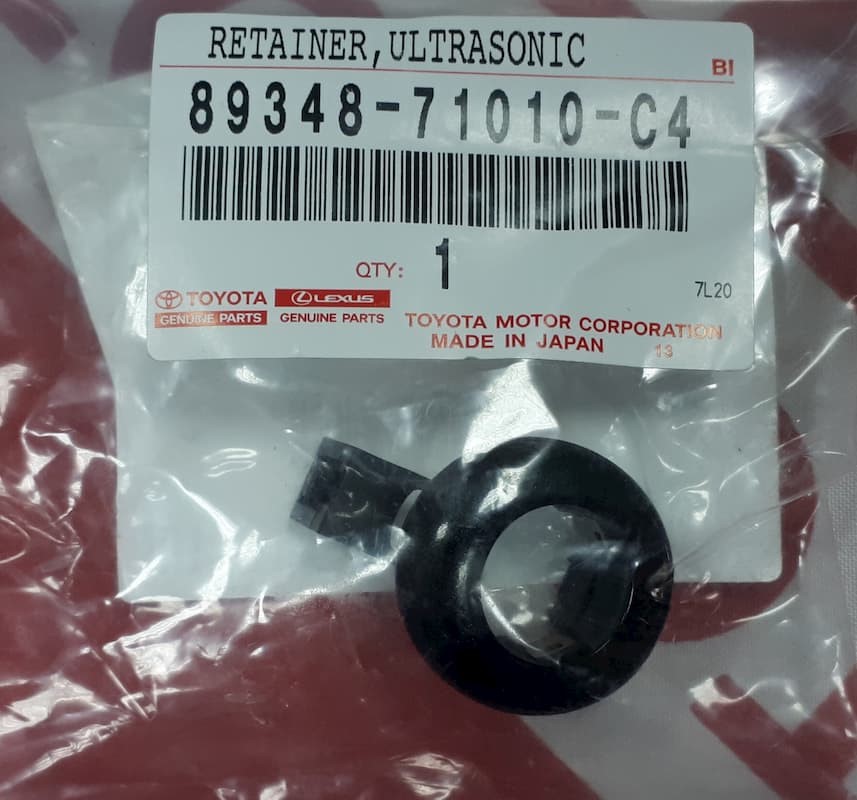 RETAINER,ULTRASONIC
BI
89348-71010-C4
QTY: 1
7L20
TOYOTA
GENUINE PARTS
LEXUS
GENUINE PARTS
TOYOTA MOTOR CORPORATION
MADE IN JAPAN 13